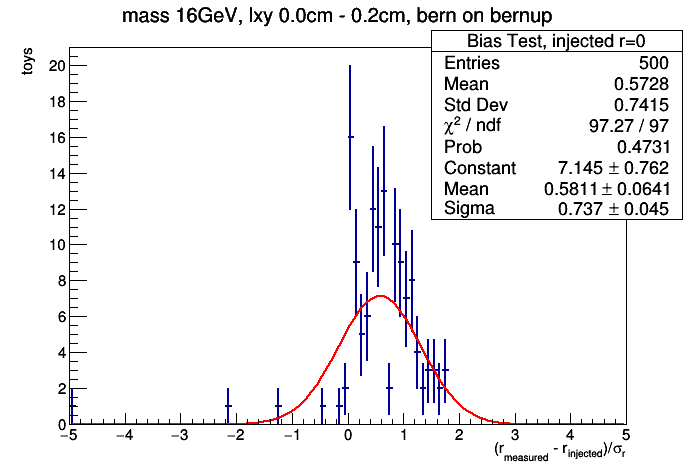 mass 16GeV, lxy 0.0cm - 0.2cm, bern on bernup
Bias Test, injected r=0
Entries 500
Mean 0.5728
Std Dev 0.7415
χ² / ndf 97.27 / 97
Prob 0.4731
Constant 7.145 ± 0.762
Mean 0.5811 ± 0.0641
Sigma 0.737 ± 0.045
toys
20
18
16
14
12
10
8
6
4
2
0
−5 −4 −3 −2 −1 0 1 2 3 4 5
(r_measured - r_injected)/σ_r